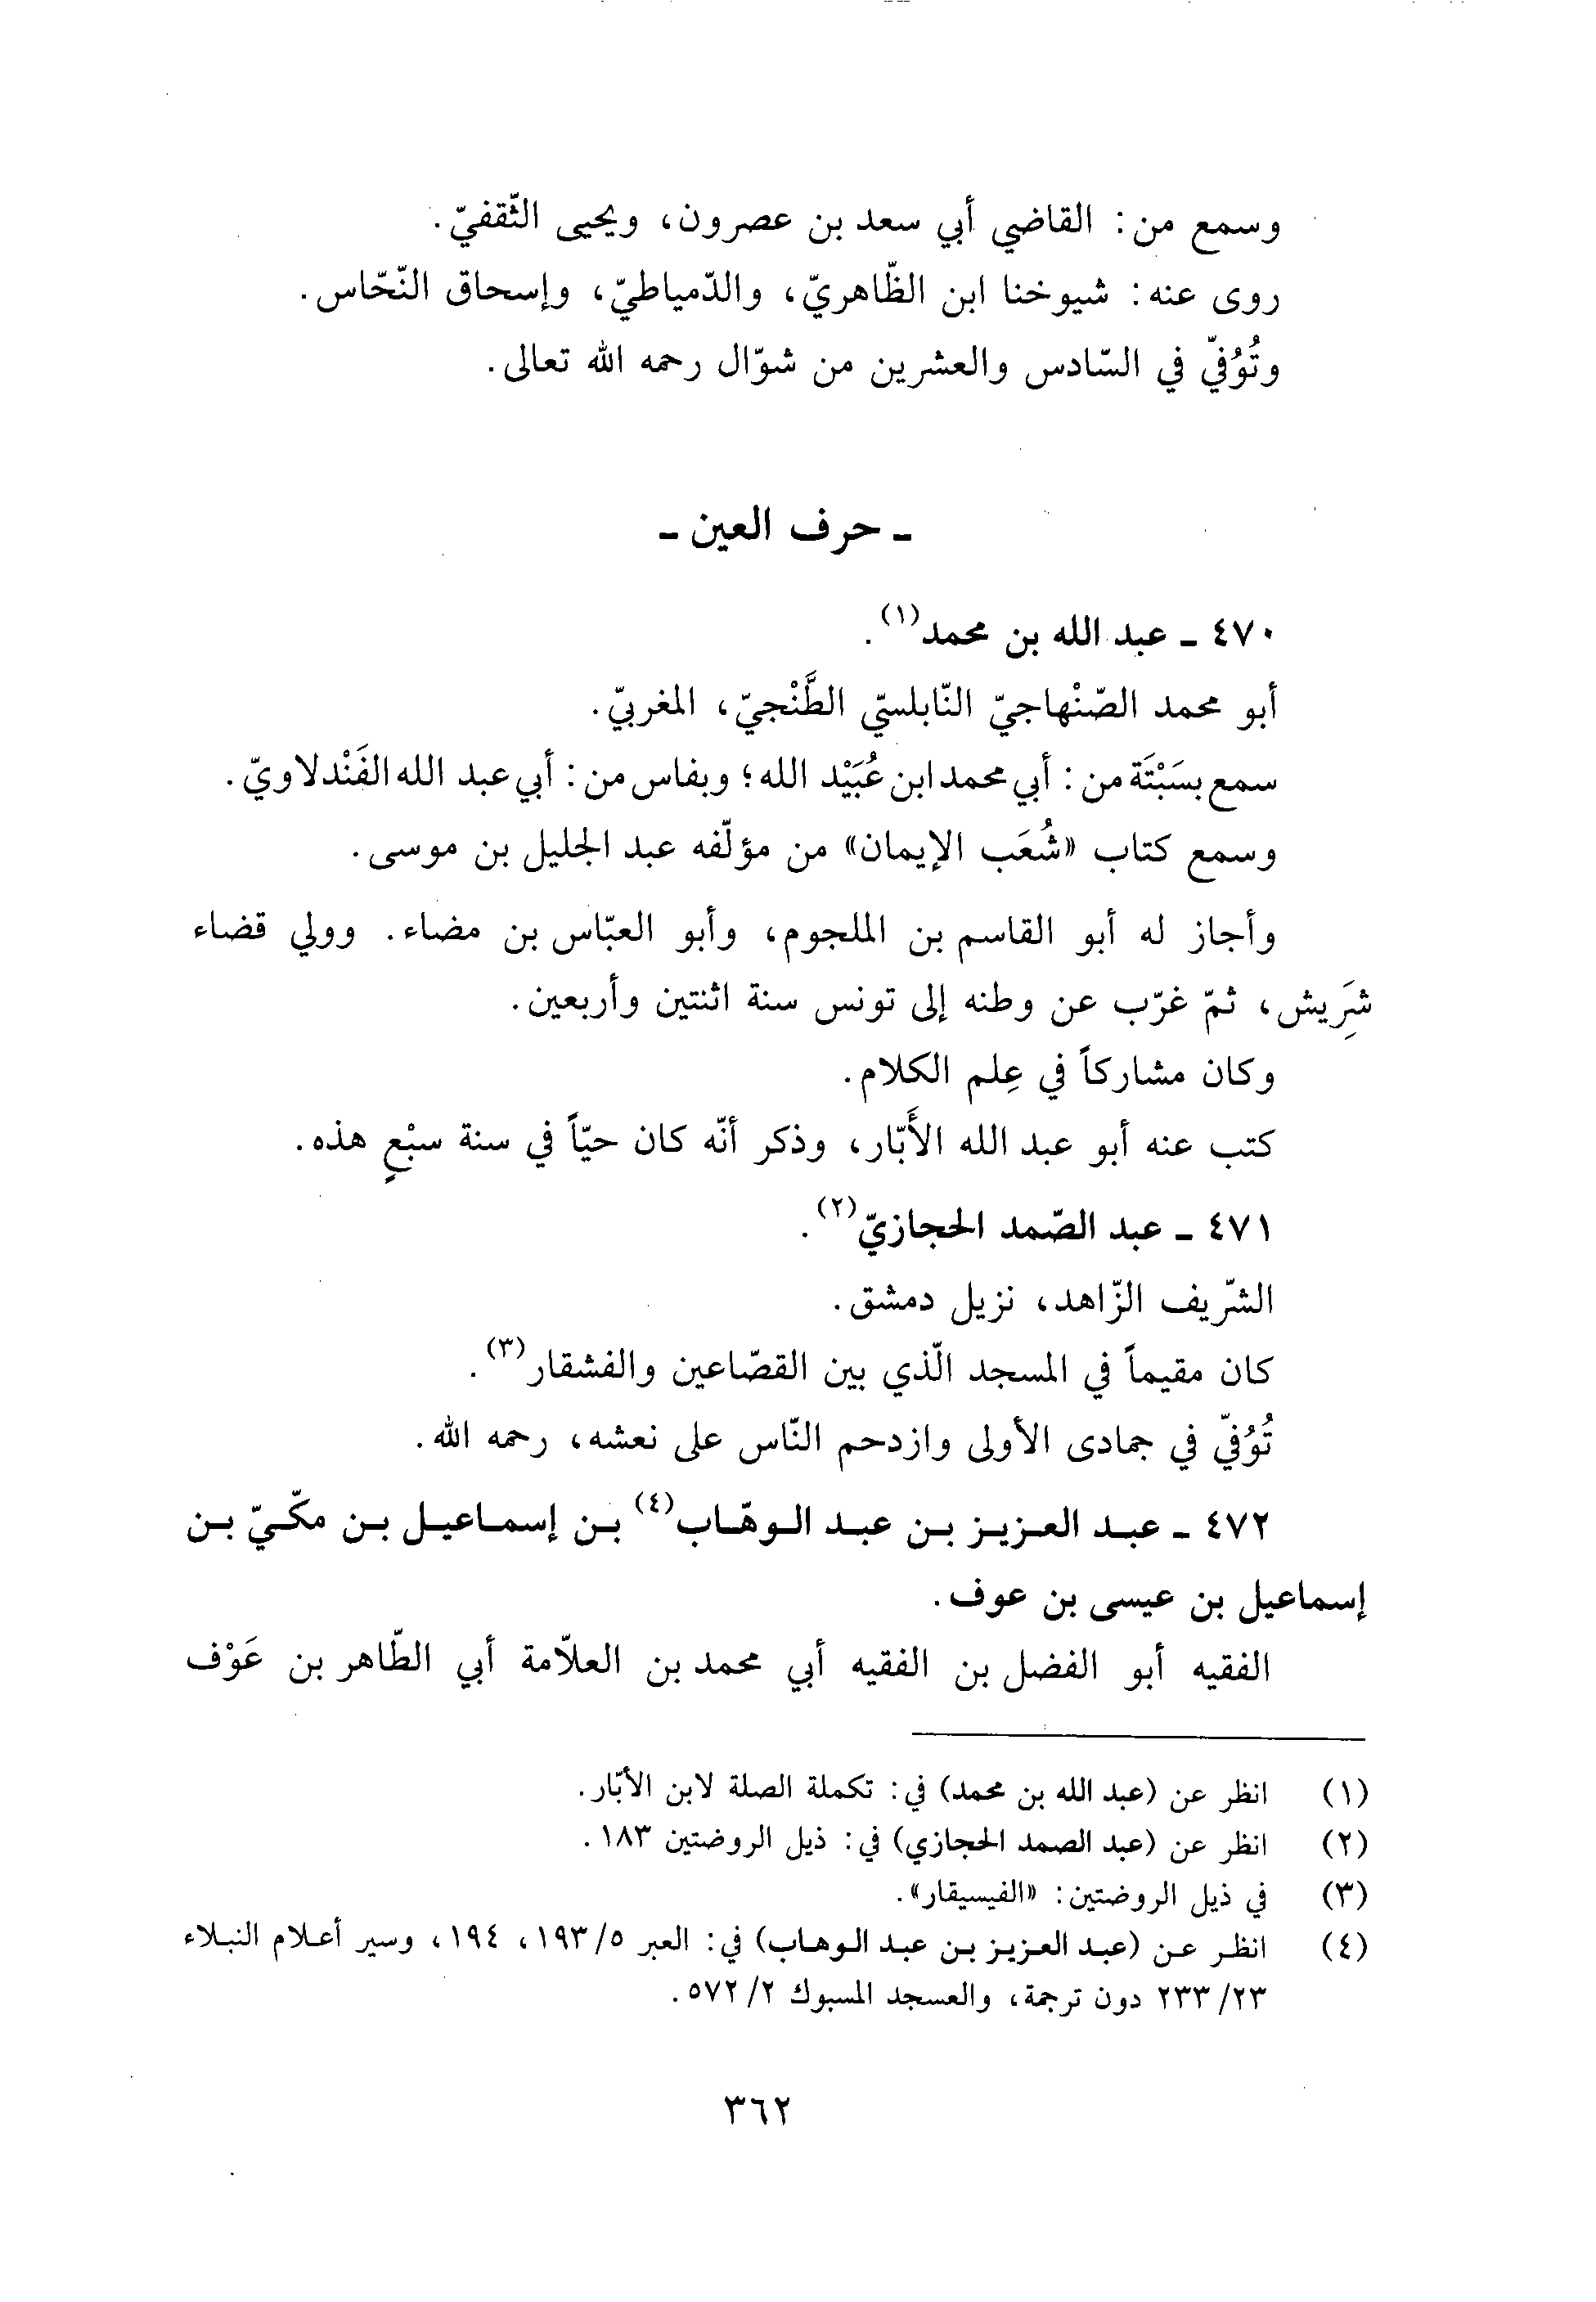 وسمع من: القاضي أبي سعد بن عصرون، ويحيى الثّقفيّ.
روى عنه: شيوخنا ابن الظّاهريّ، والدّمياطيّ، وإسحاق النّحّاس.
وتُوُفّي في السّادس والعشرين من شوّال رحمه الله تعالى.
ـ حرف العين ـ
٤٧٠ ـ عبد الله بن محمد(١).
أبو محمد الصّنْهاجيّ النّابلسيّ الطَّنْجيّ، المغربيّ.
سمع بسَبْتَة من: أبي محمد ابن عُبَيْد الله؛ وبفاس من: أبي عبد الله الفَنْدلاويّ.
وسمع كتاب «شُعَب الإيمان» من مؤلّفه عبد الجليل بن موسى.
وأجاز له أبو القاسم بن الملجوم، وأبو العبّاس بن مضاء. وولي قضاء
شَرِيش، ثمّ غرّب عن وطنه إلى تونس سنة اثنتين وأربعين.
وكان مشاركاً في عِلم الكلام.
كتب عنه أبو عبد الله الأَبّار، وذكر أنّه كان حيّاً في سنة سبْعٍ هذه.
٤٧١ ـ عبد الصّمد الحجازيّ(٢).
الشّريف الزّاهد، نزيل دمشق.
كان مقيماً في المسجد الّذي بين القصّاعين والفشقار(٣).
تُوُفّي في جمادى الأولى وازدحم النّاس على نعشه، رحمه الله.
٤٧٢ ـ عبد العزيز بن عبد الوهّاب(٤) بن إسماعيل بن مكّيّ بن
إسماعيل بن عيسى بن عوف.
الفقيه أبو الفضل بن الفقيه أبي محمد بن العلاّمة أبي الطّاهر بن عَوْف
(١) انظر عن (عبد الله بن محمد) في: تكملة الصلة لابن الأبّار.
(٢) انظر عن (عبد الصمد الحجازي) في: ذيل الروضتين ١٨٣.
(٣) في ذيل الروضتين: «الفيسيقار».
(٤) انظر عن (عبد العزيز بن عبد الوهاب) في: العبر ١٩٣/٥، ١٩٤، وسير أعلام النبلاء
٢٣٣/٢٣ دون ترجمة، والعسجد المسبوك ٥٧٢/٢.
٣٦٢